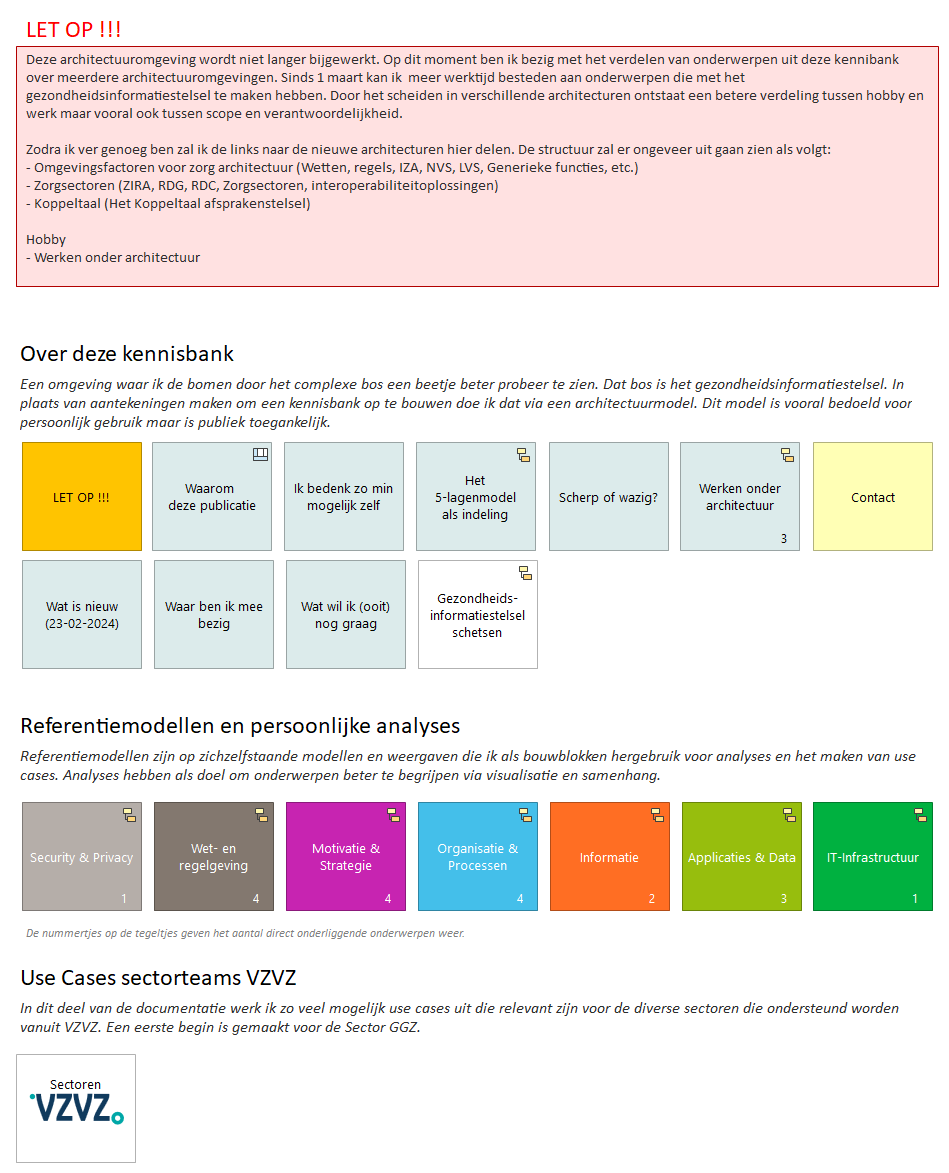 LET OP !!!
Deze architectuuromgeving wordt niet langer bijgewerkt. Op dit moment ben ik bezig met het verdelen van onderwerpen uit deze kennibank
over meerdere architectuuromgevingen. Sinds 1 maart kan ik meer werktijd besteden aan onderwerpen die met het
gezondheidsinformatiestelsel te maken hebben. Door het scheiden in verschillende architecturen ontstaat een betere verdeling tussen hobby en
werk maar vooral ook tussen scope en verantwoordelijkheid.
Zodra ik ver genoeg ben zal ik de links naar de nieuwe architecturen hier delen. De structuur zal er ongeveer uit gaan zien als volgt:
- Omgevingsfactoren voor zorg architectuur (Wetten, regels, IZA, NVS, LVS, Generieke functies, etc.)
- Zorgsectoren (ZIRA, RDG, RDC, Zorgsectoren, interoperabiliteitoplossingen)
- Koppeltaal (Het Koppeltaal afsprakenstelsel)
Hobby
- Werken onder architectuur
Over deze kennisbank
Een omgeving waar ik de bomen door het complexe bos een beetje beter probeer te zien. Dat bos is het gezondheidsinformatiestelsel. In
plaats van aantekeningen maken om een kennisbank op te bouwen doe ik dat via een architectuurmodel. Dit model is vooral bedoeld voor
persoonlijk gebruik maar is publiek toegankelijk.
LET OP !!!
Waarom
deze publicatie
Ik bedenk zo min
mogelijk zelf
Het
5-lagenmodel
als indeling
Scherp of wazig?
Werken onder
architectuur
3
Contact
Wat is nieuw
(23-02-2024)
Waar ben ik mee
bezig
Wat wil ik (ooit)
nog graag
Gezondheids-
informatiestelsel
schetsen
Referentiemodellen en persoonlijke analyses
Referentiemodellen zijn op zichzelfstaande modellen en weergaven die ik als bouwblokken hergebruik voor analyses en het maken van use
cases. Analyses hebben als doel om onderwerpen beter te begrijpen via visualisatie en samenhang.
Security & Privacy
1
Wet- en
regelgeving
4
Motivatie &
Strategie
4
Organisatie &
Processen
4
Informatie
2
Applicaties & Data
3
IT-Infrastructuur
1
De nummertjes op de tegeltjes geven het aantal direct onderliggende onderwerpen weer.
Use Cases sectorteams VZVZ
In dit deel van de documentatie werk ik zo veel mogelijk use cases uit die relevant zijn voor de diverse sectoren die ondersteund worden
vanuit VZVZ. Een eerste begin is gemaakt voor de Sector GGZ.
Sectoren
VZVZ